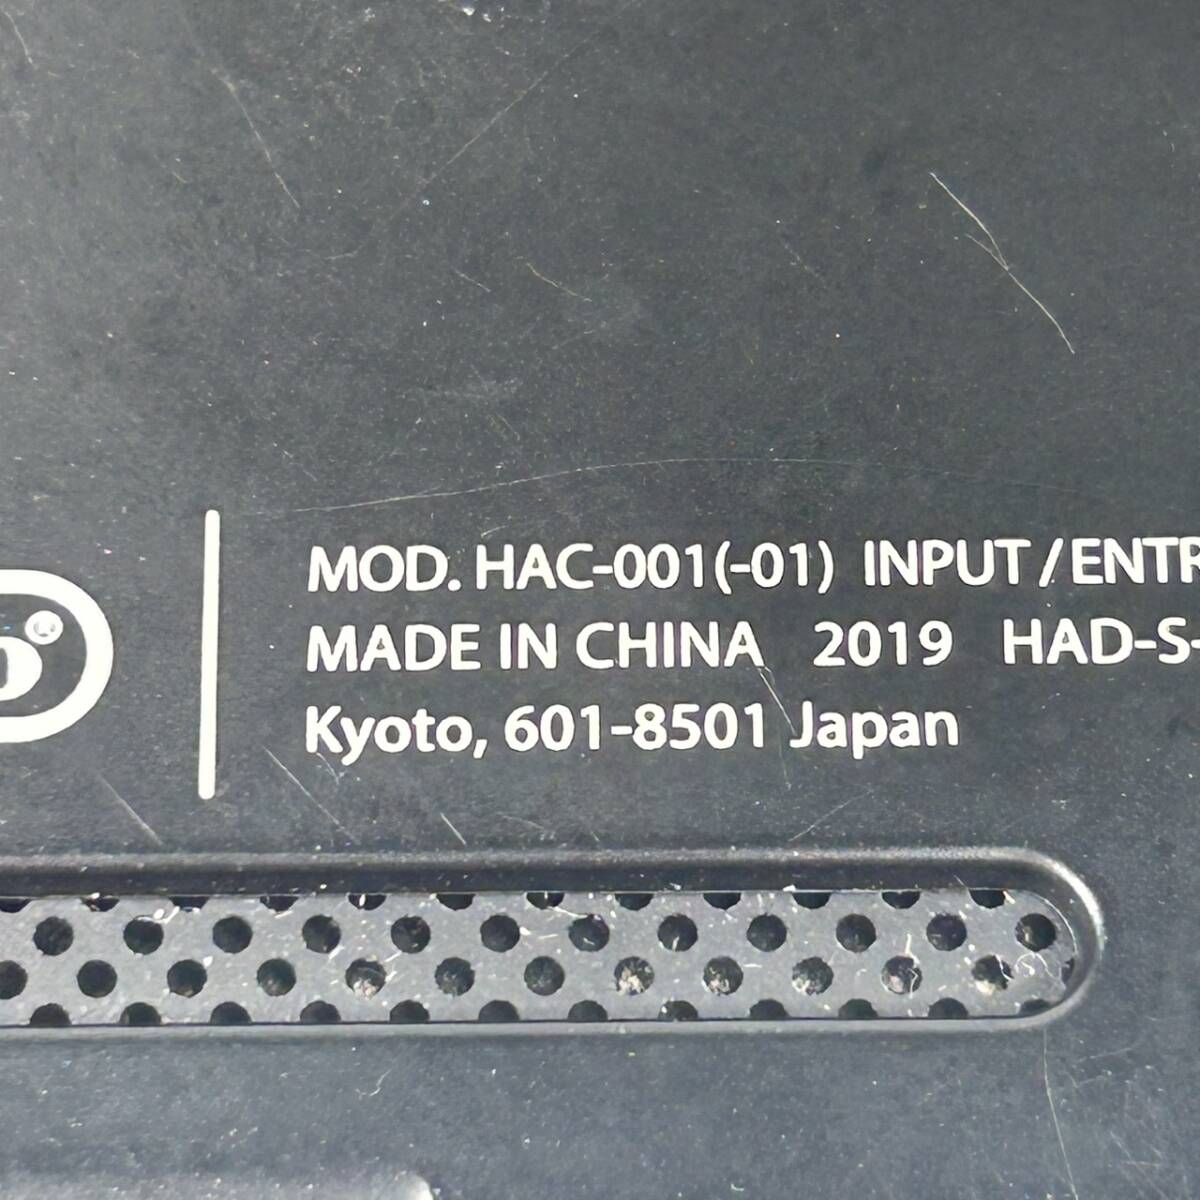 MOD. HAC-001(-01) INPUT/ENTR
MADE IN CHINA 2019 HAD-S-
Kyoto, 601-8501 Japan